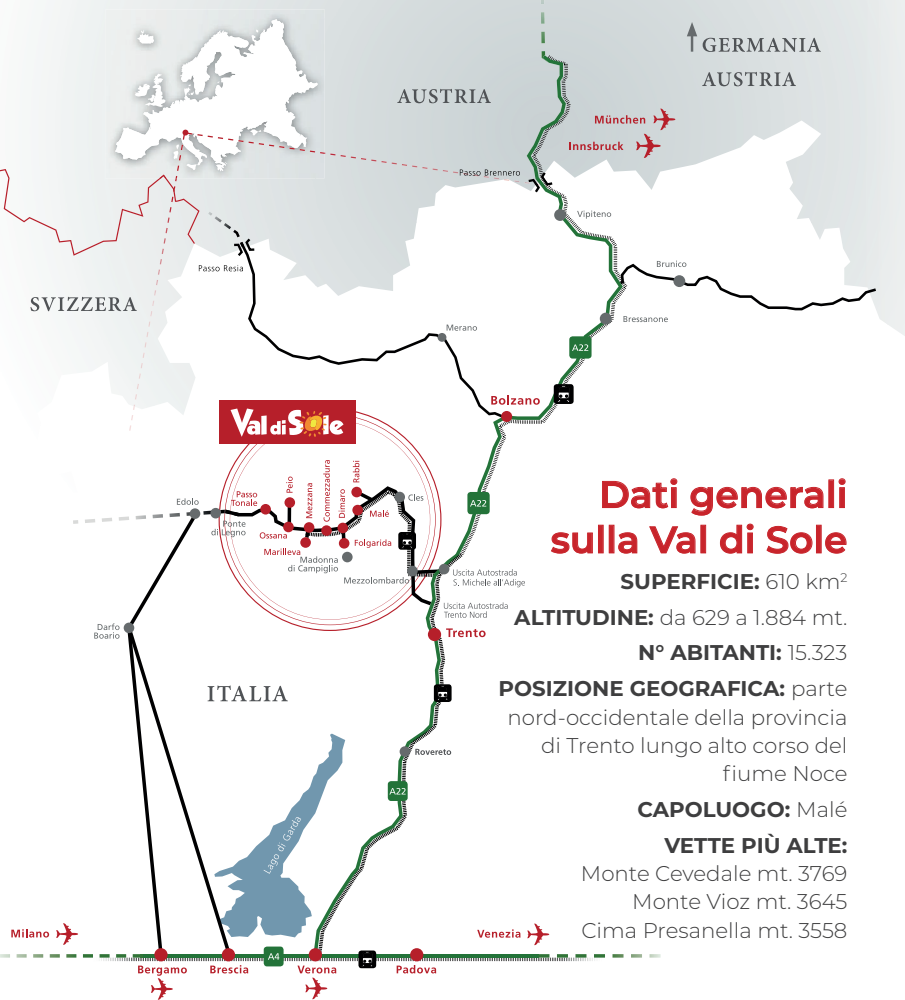 GERMANIA
AUSTRIA
AUSTRIA
München
Innsbruck
Passo Brennero
Vipiteno
Passo Resia
Brunico
SVIZZERA
Bressanone
Merano
A22
Bolzano
Val di Sole
Edolo
Ponte
di Legno
Passo
Tonale
Peio
Ossana
Mezzana
Marilleva
Commezzadura
Dimaro
Folgarida
Madonna
di Campiglio
Rabbi
Malé
Cles
Mezzolombardo
A22
Uscita Autostrada
S. Michele all'Adige
Uscita Autostrada
Trento Nord
Trento
Darfo
Boario
ITALIA
Rovereto
A22
Lago di Garda
Milano
Bergamo
Brescia
A4
Verona
Padova
Venezia
Dati generali
sulla Val di Sole
SUPERFICIE: 610 km²
ALTITUDINE: da 629 a 1.884 mt.
N° ABITANTI: 15.323
POSIZIONE GEOGRAFICA: parte
nord-occidentale della provincia
di Trento lungo alto corso del
fiume Noce
CAPOLUOGO: Malé
VETTE PIÙ ALTE:
Monte Cevedale mt. 3769
Monte Vioz mt. 3645
Cima Presanella mt. 3558